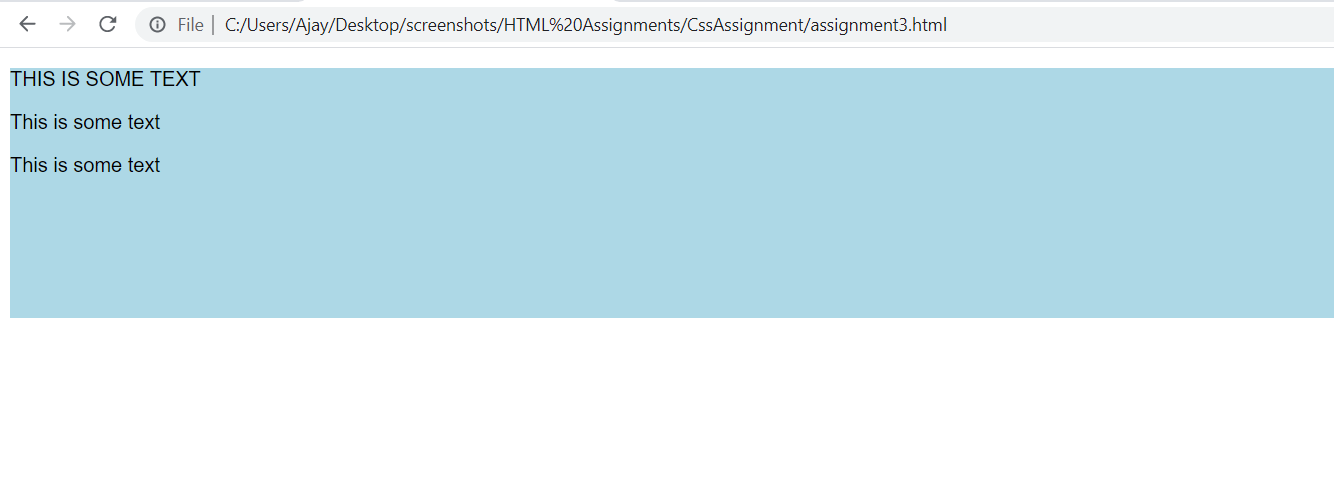 File | C:/Users/Ajay/Desktop/screenshots/HTML%20Assignments/CssAssignment/assignment3.html
THIS IS SOME TEXT
This is some text
This is some text